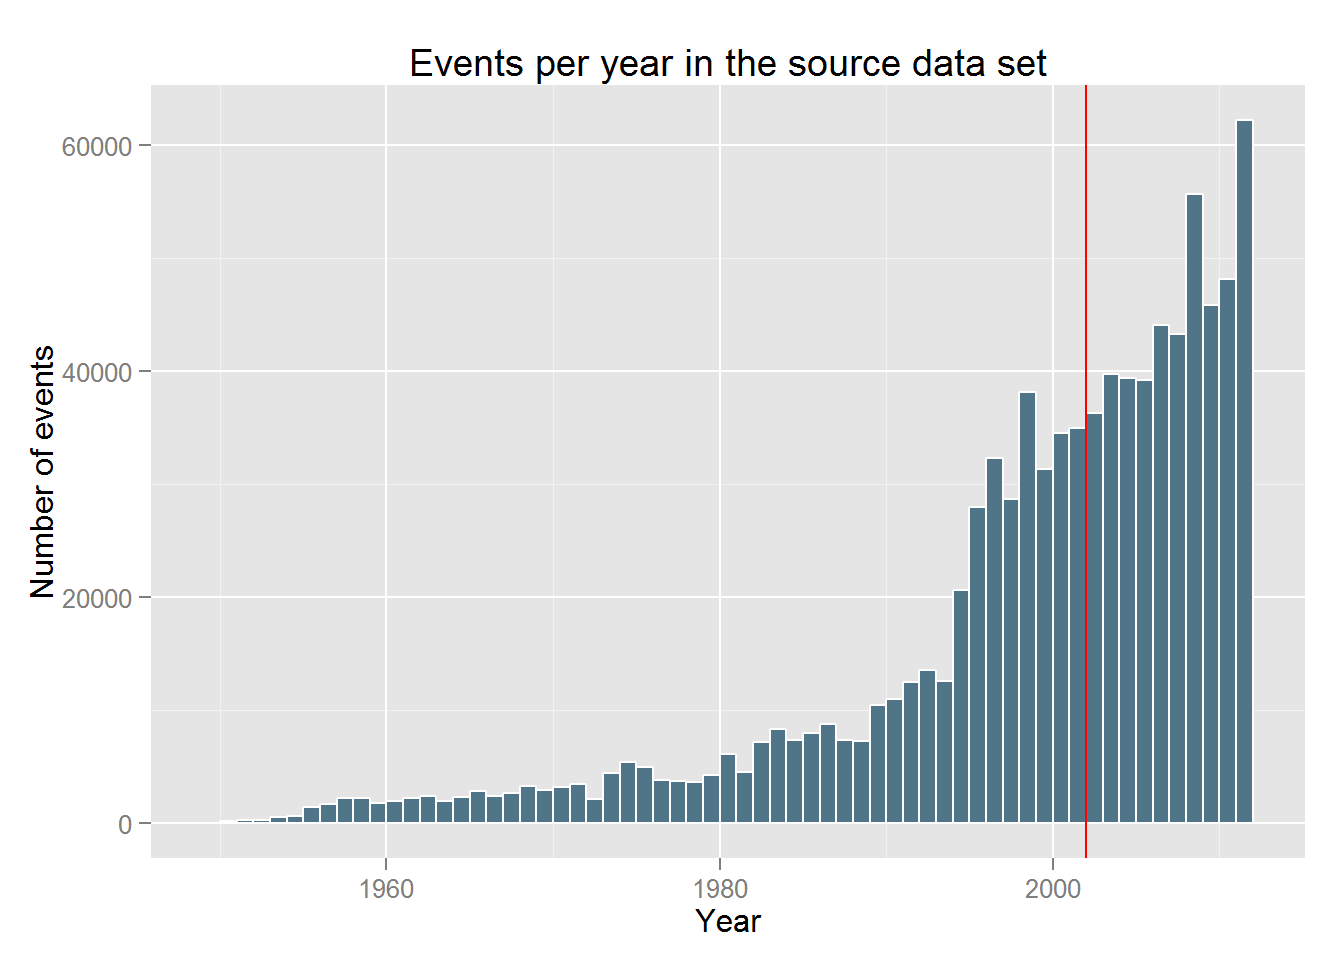 Events per year in the source data set
60000
40000
20000
0
Number of events
1960
1980
2000
Year